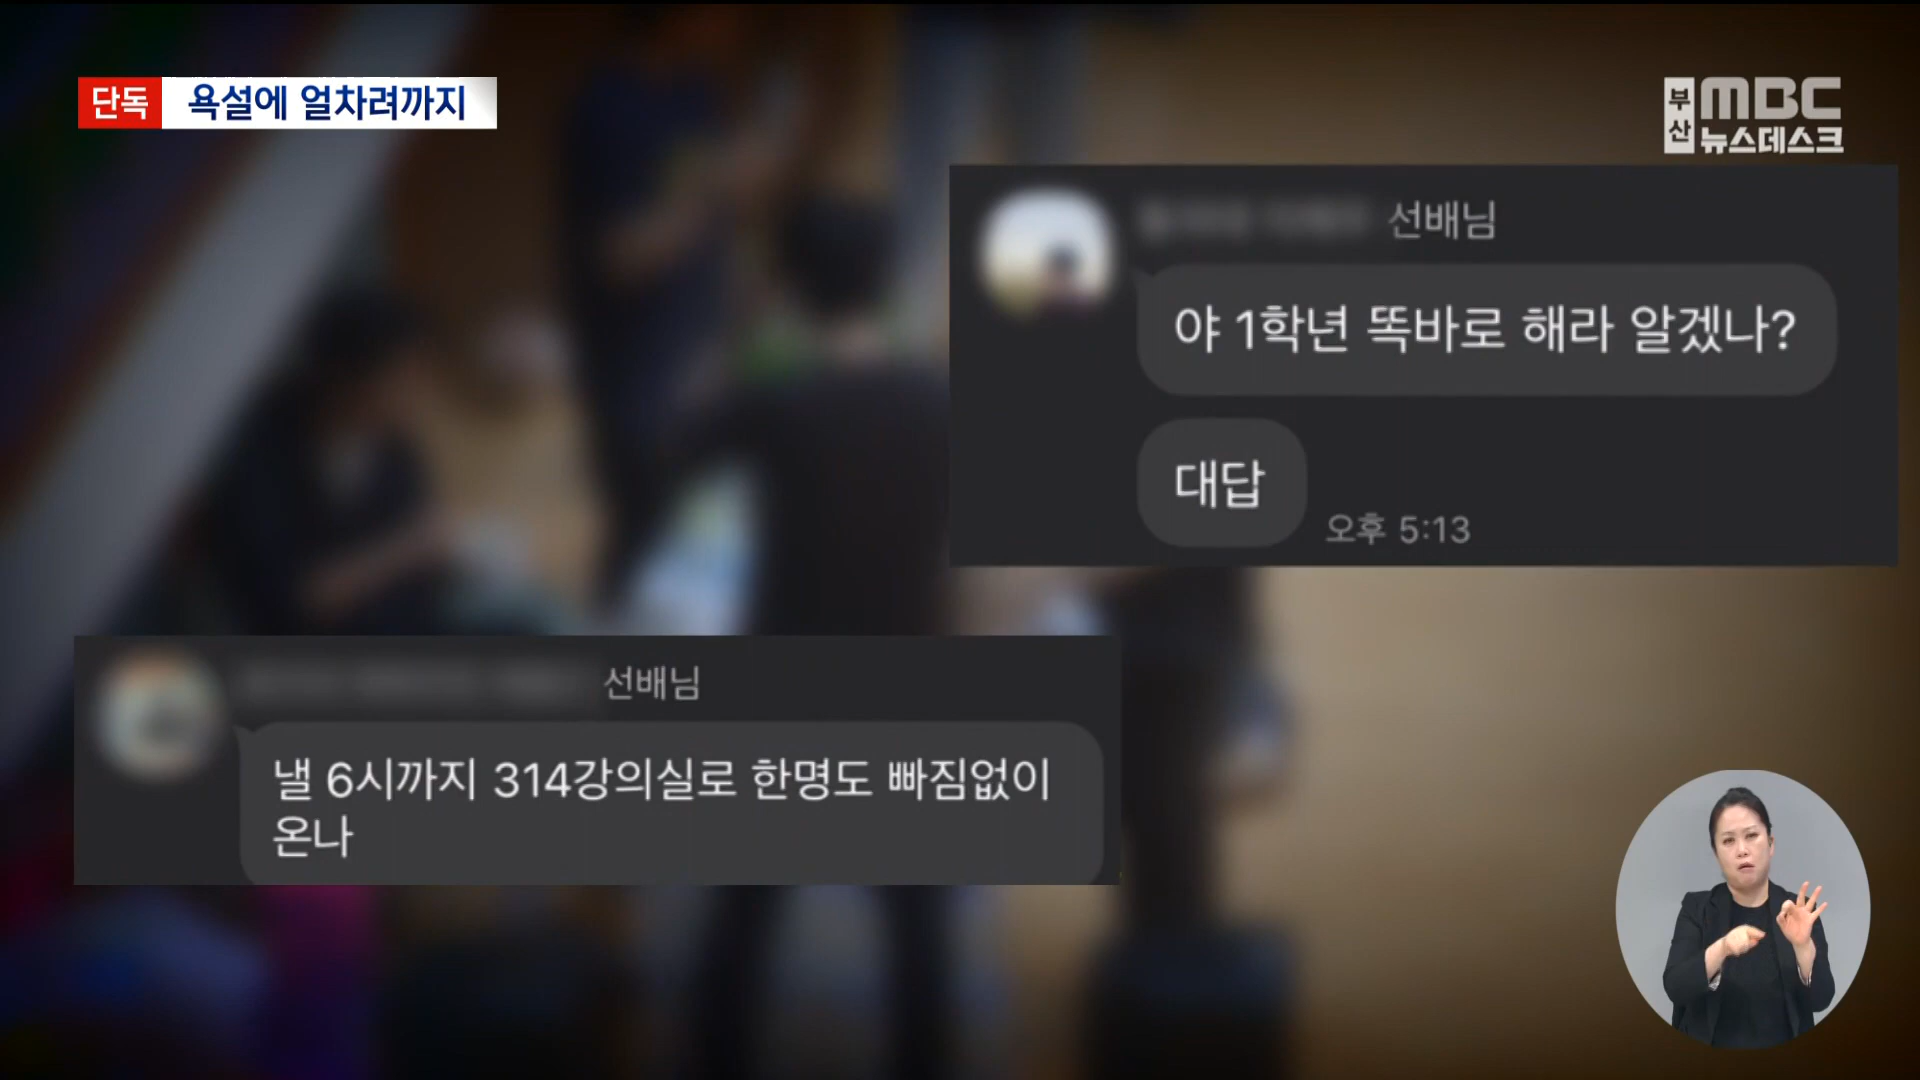 단독 욕설에 얼차려까지
부산 MBC
뉴스데스크
선배님
야 1학년 똑바로 해라 알겠나?
대답
오후 5:13
선배님
낼 6시까지 314강의실로 한명도 빠짐없이
온나